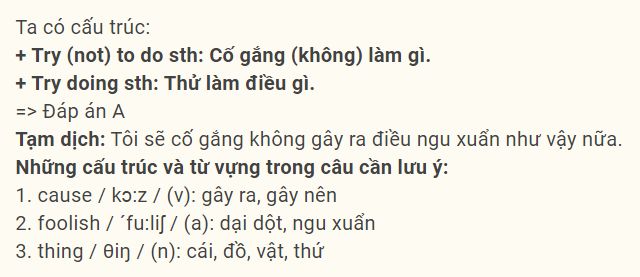 Ta có cấu trúc:
+ Try (not) to do sth: Cố gắng (không) làm gì.
+ Try doing sth: Thử làm điều gì.
=> Đáp án A
Tạm dịch: Tôi sẽ cố gắng không gây ra điều ngu xuẩn như vậy nữa.
Những cấu trúc và từ vựng trong câu cần lưu ý:
1. cause / kɔ:z / (v): gây ra, gây nên
2. foolish / ´fu:liʃ / (a): dại dột, ngu xuẩn
3. thing / θiŋ / (n): cái, đồ, vật, thứ